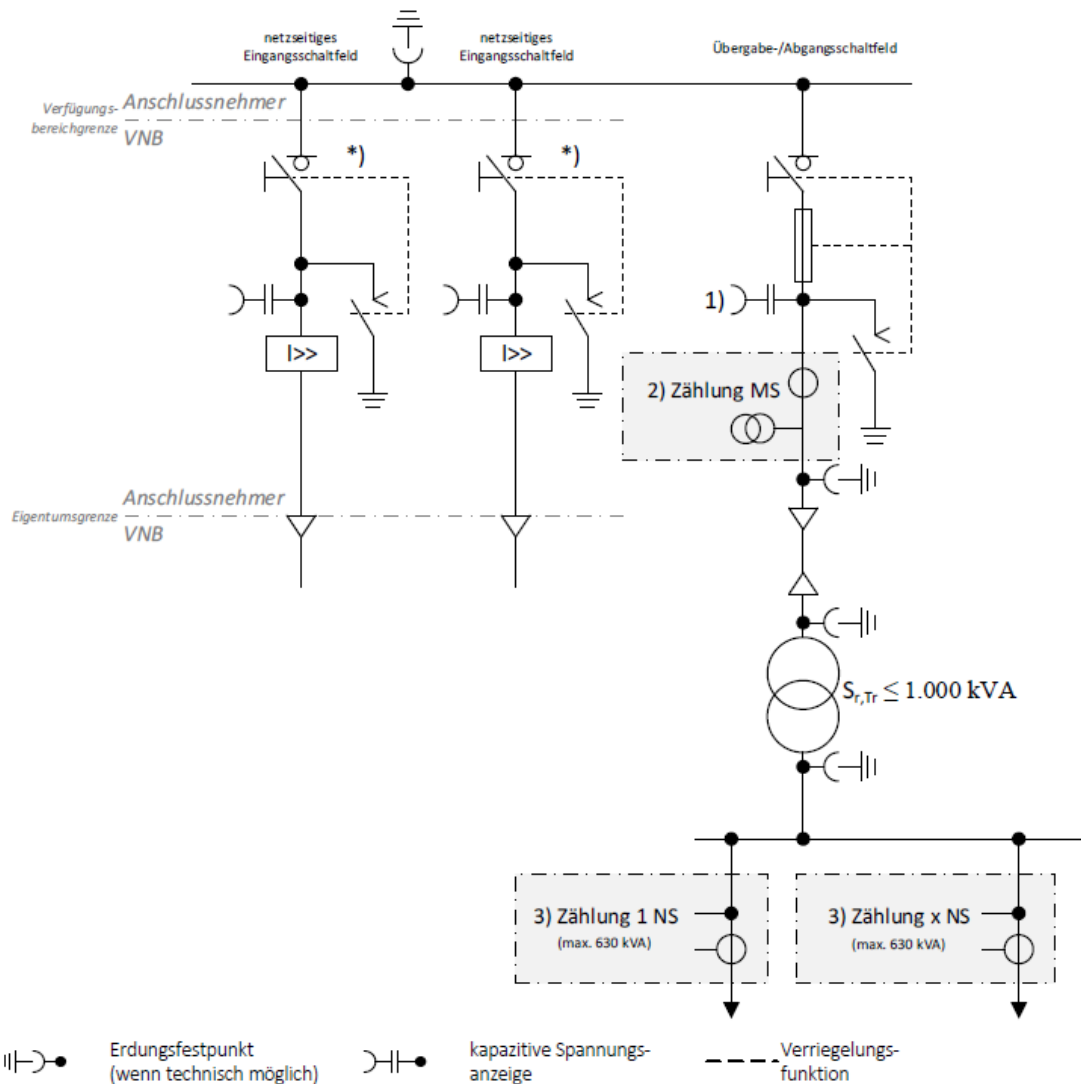 netzseitiges
Eingangsschaltfeld
netzseitiges
Eingangsschaltfeld
Übergabe-/Abgangsschaltfeld
Verfügungs-
bereichgrenze
Anschlussnehmer
VNB
*)
*)
1)
I>>
I>>
2) Zählung MS
Eigentumsgrenze
Anschlussnehmer
VNB
Sr,Tr ≤ 1.000 kVA
3) Zählung 1 NS
(max. 630 kVA)
3) Zählung x NS
(max. 630 kVA)
Erdungsfestpunkt
(wenn technisch möglich)
kapazitive Spannungs-
anzeige
Verriegelungs-
funktion